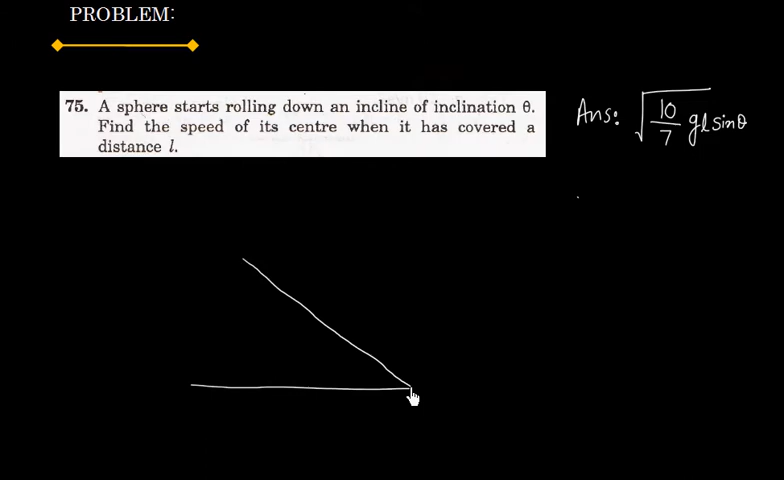 PROBLEM:
75. A sphere starts rolling down an incline of inclination θ.
Find the speed of its centre when it has covered a
distance l.
Ans: √(10/7 gl sinθ)